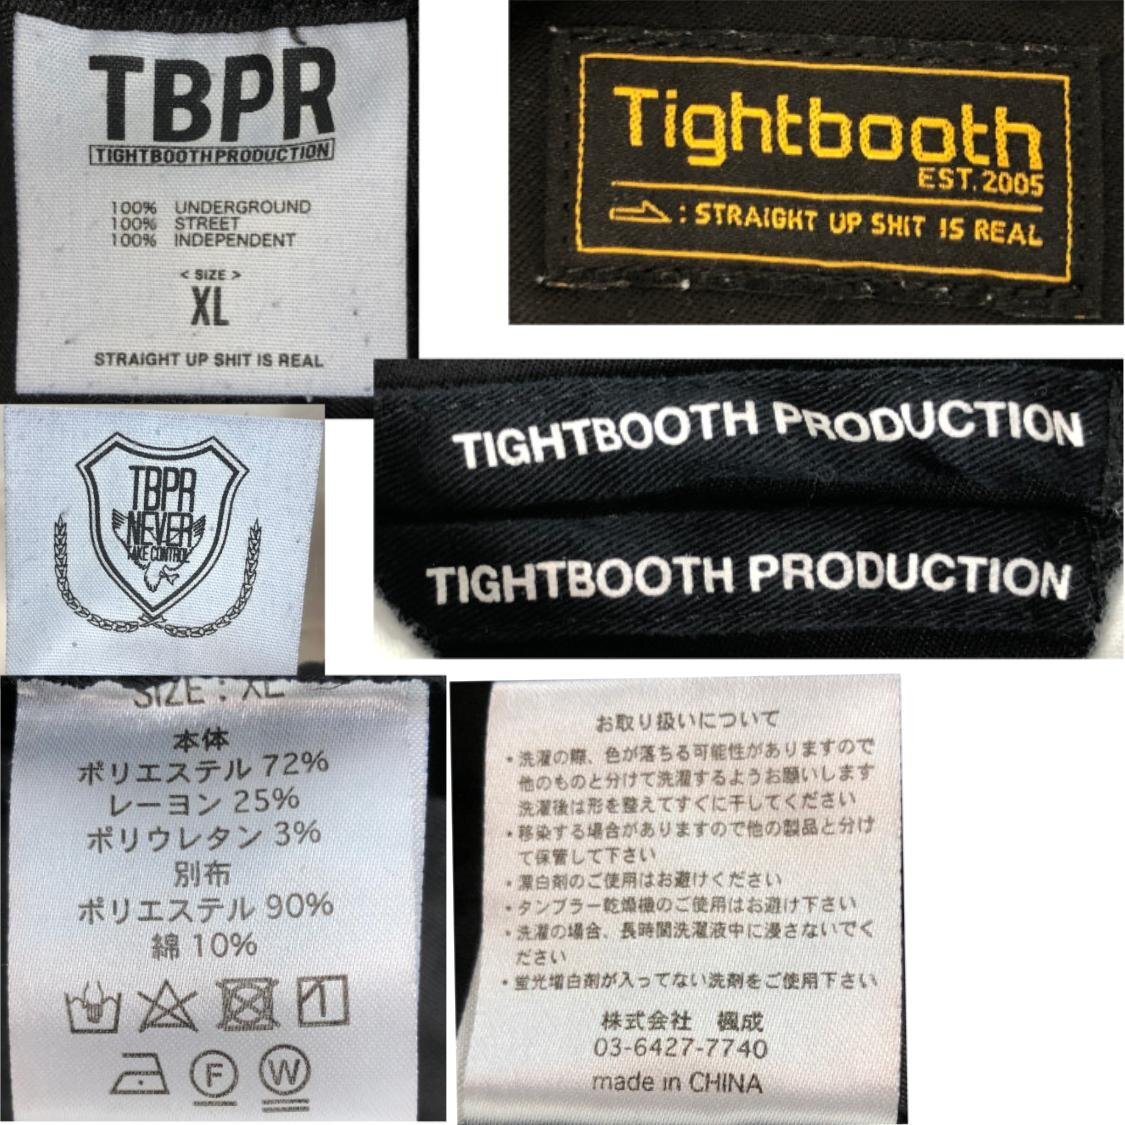 TBPR
TIGHTBOOTHPRODUCTION
100% UNDERGROUND
100% STREET
100% INDEPENDENT
< SIZE >
XL
STRAIGHT UP SHIT IS REAL
Tightbooth
EST.2005
: STRAIGHT UP SHIT IS REAL
TIGHTBOOTH PRODUCTION
TIGHTBOOTH PRODUCTION
TBPR
NEVER
TAKE CONTROL
SIZE : XL
本体
ポリエステル 72%
レーヨン 25%
ポリウレタン 3%
別布
ポリエステル 90%
綿 10%
F
W
お取り扱いについて
・洗濯の際、色が落ちる可能性がありますので
他のものと分けて洗濯するようお願いします
洗濯後は形を整えてすぐに干してください
・移染する場合がありますので他の製品と分け
て保管して下さい
・漂白剤のご使用はお避けください
・タンブラー乾燥機のご使用はお避け下さい
・洗濯の場合、長時間洗濯液中に浸さないでく
ださい
・蛍光増白剤が入ってない洗剤をご使用下さい
株式会社 楓成
03-6427-7740
made in CHINA